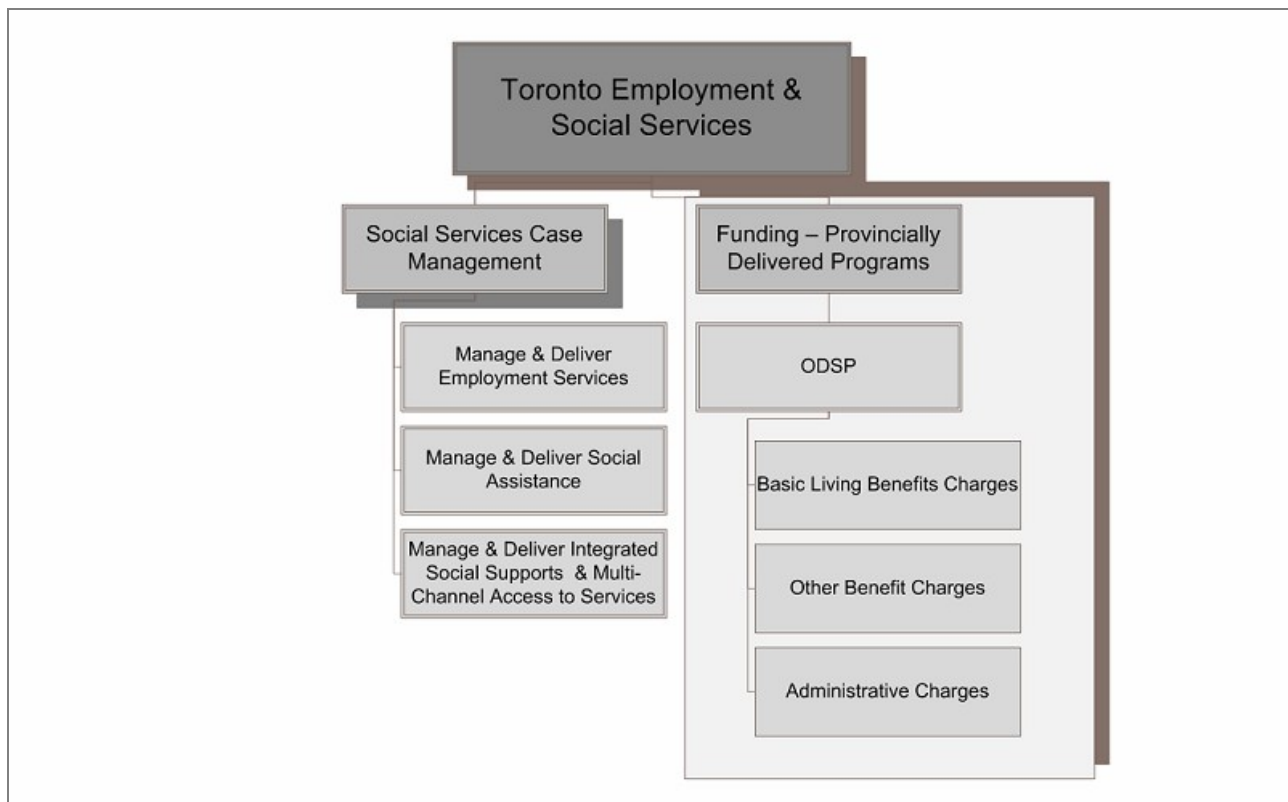 Toronto Employment &
Social Services
Social Services Case
Management
Funding – Provincially
Delivered Programs
Manage & Deliver
Employment Services
ODSP
Manage & Deliver Social
Assistance
Basic Living Benefits Charges
Manage & Deliver Integrated
Social Supports & Multi-
Channel Access to Services
Other Benefit Charges
Administrative Charges